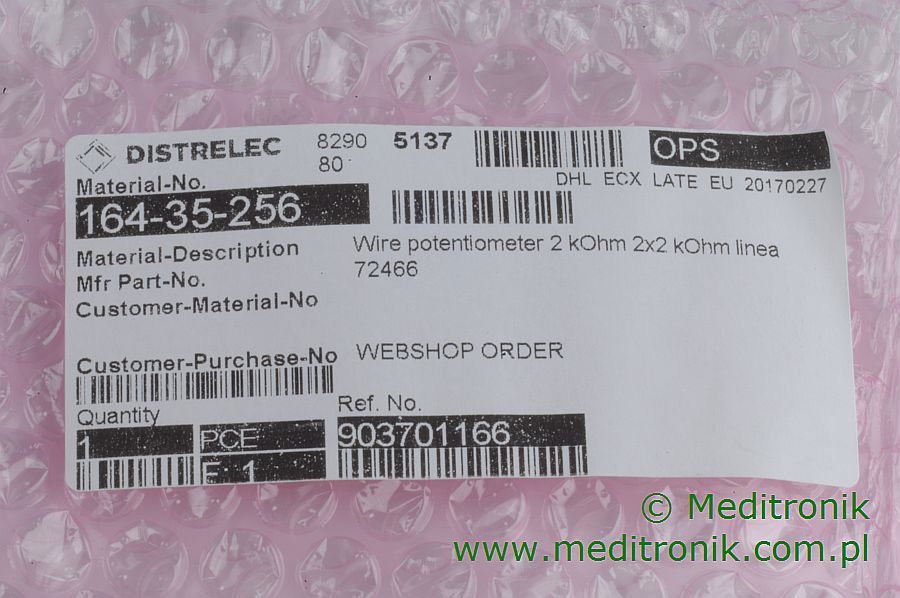 DISTRELEC 8290 5137 OPS
80
DHL ECX LATE EU 20170227
Material-No.
164-35-256
Material-Description Wire potentiometer 2 kOhm 2x2 kOhm linea
Mfr Part-No. 72466
Customer-Material-No
Customer-Purchase-No WEBSHOP ORDER
Quantity Ref. No.
1 PCE 903701166
F 1
© Meditronik
www.meditronik.com.pl